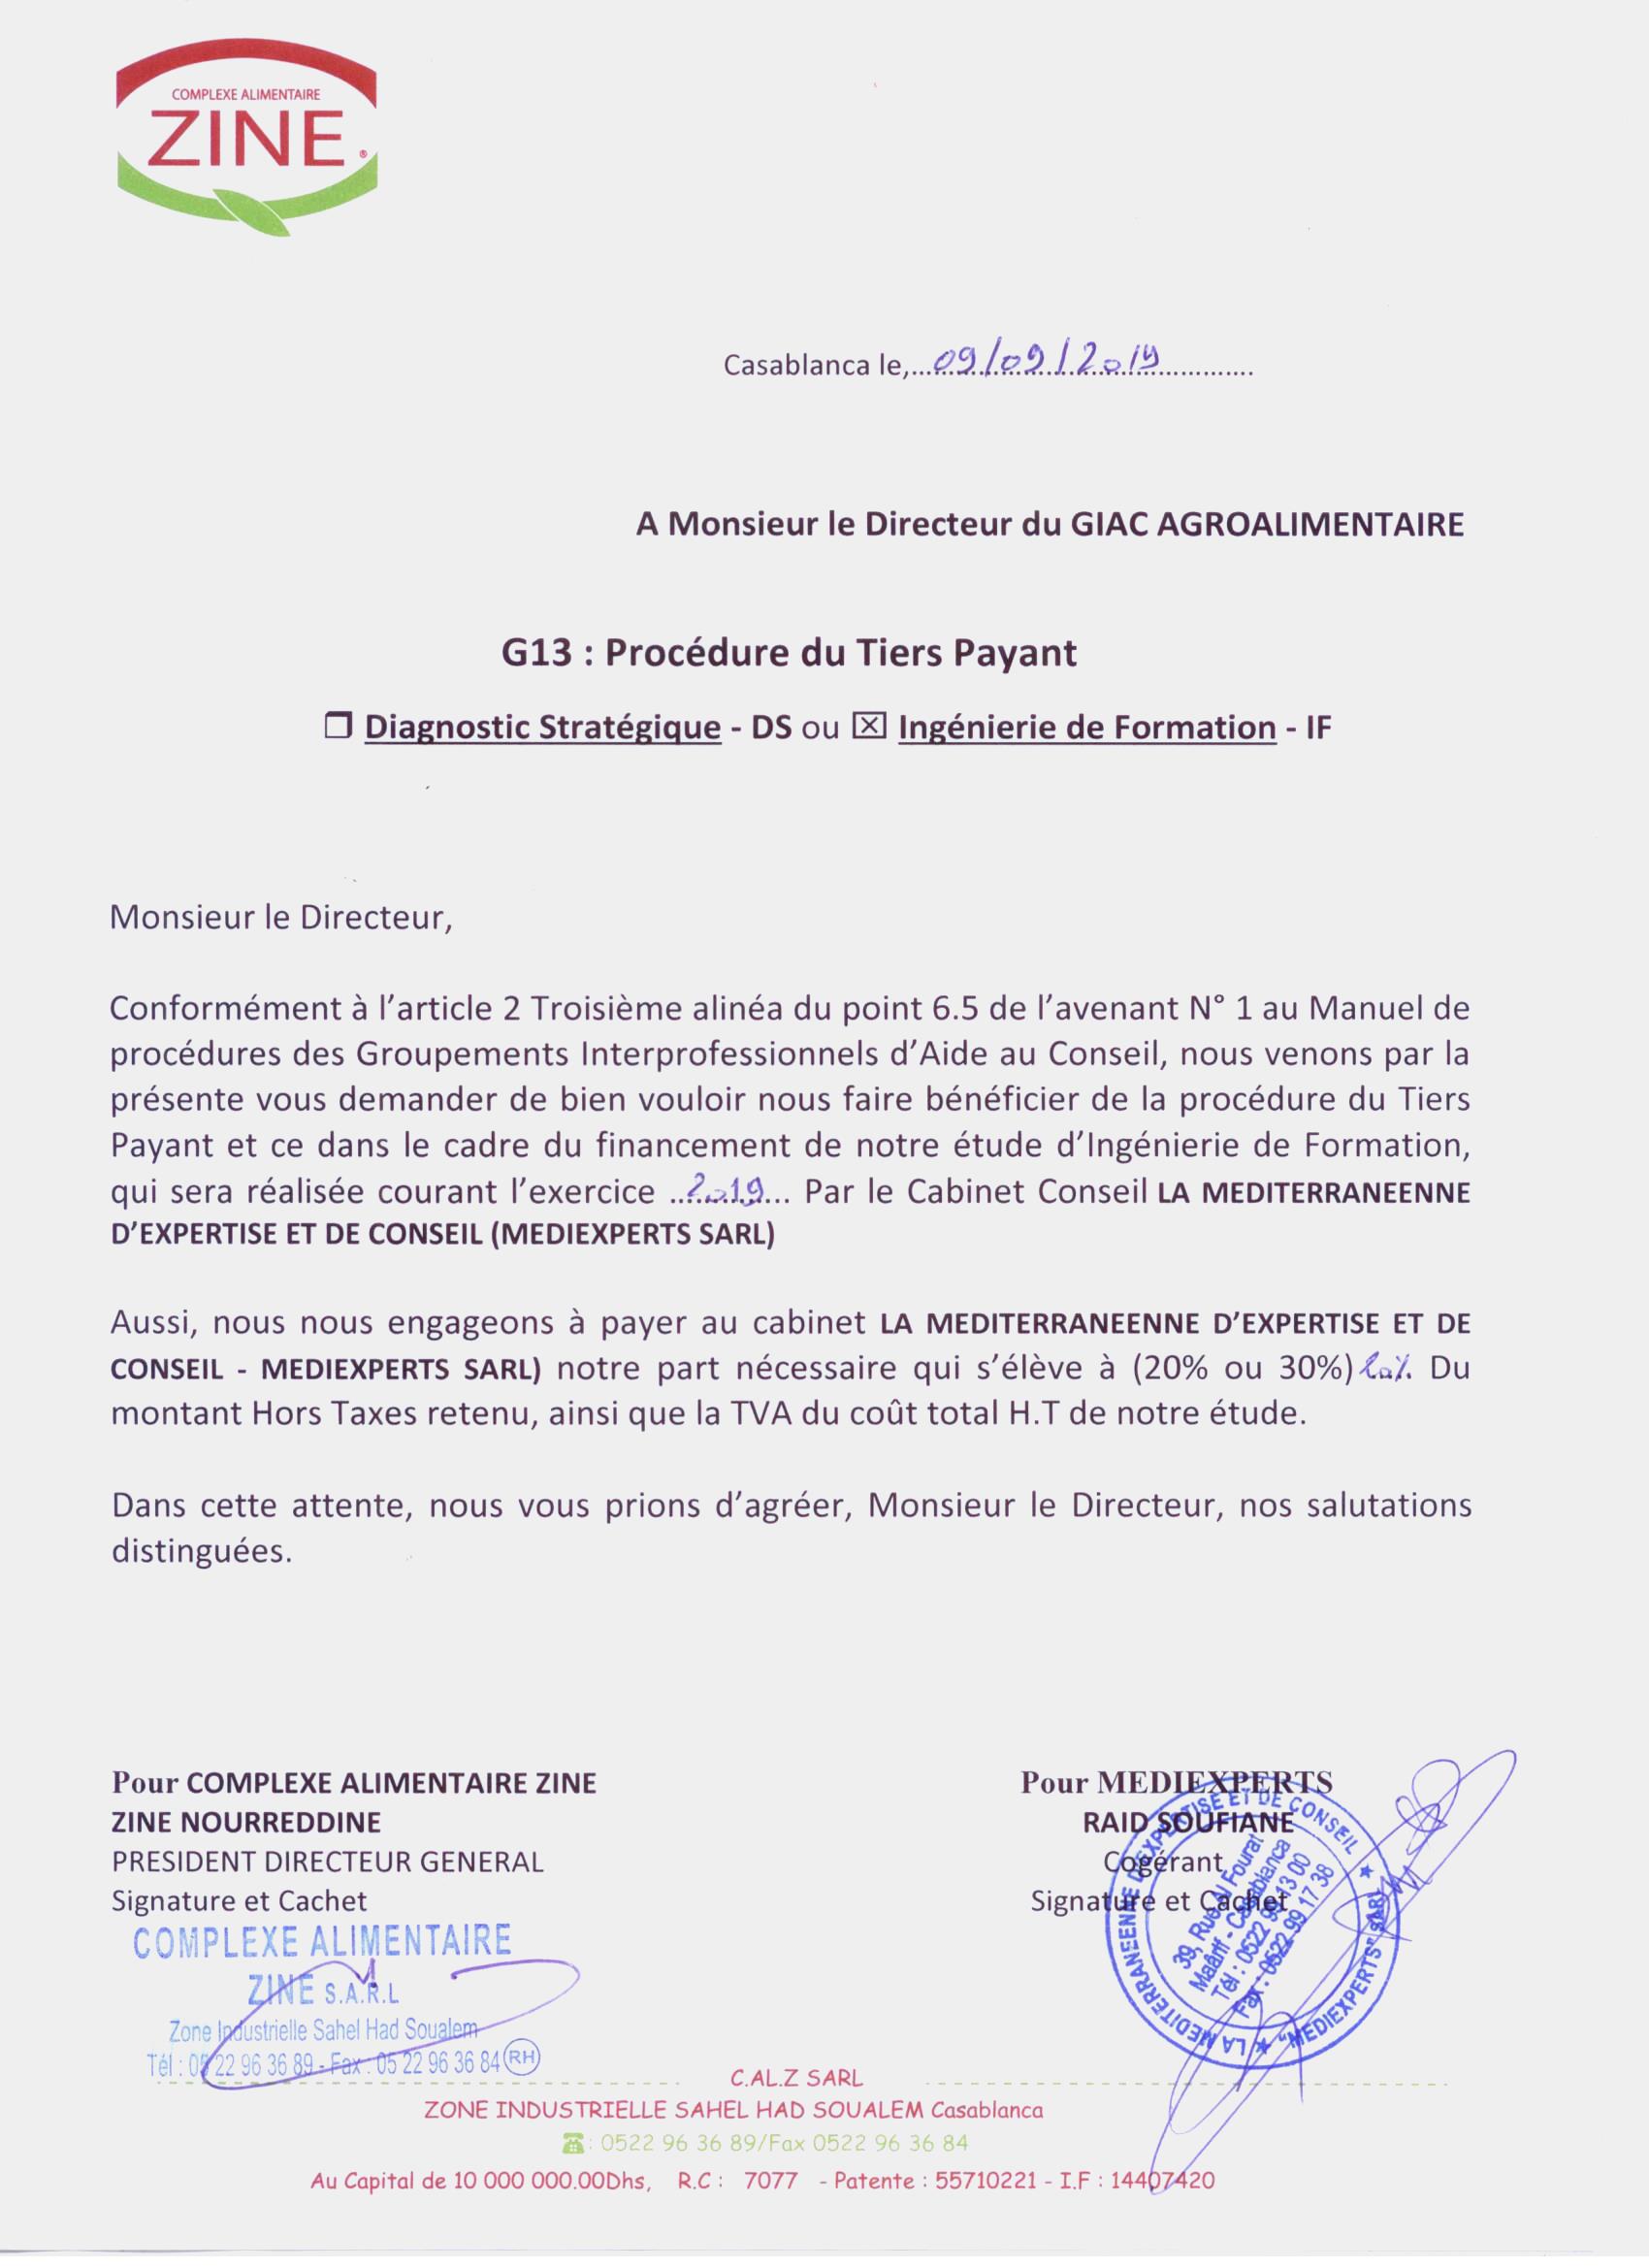 COMPLEXE ALIMENTAIRE
ZINE®
Casablanca le,...09/09/2019...
A Monsieur le Directeur du GIAC AGROALIMENTAIRE
G13 : Procédure du Tiers Payant
❒ Diagnostic Stratégique - DS ou ☒ Ingénierie de Formation - IF
Monsieur le Directeur,
Conformément à l’article 2 Troisième alinéa du point 6.5 de l’avenant N° 1 au Manuel de
procédures des Groupements Interprofessionnels d’Aide au Conseil, nous venons par la
présente vous demander de bien vouloir nous faire bénéficier de la procédure du Tiers
Payant et ce dans le cadre du financement de notre étude d’Ingénierie de Formation,
qui sera réalisée courant l’exercice ...2019... Par le Cabinet Conseil LA MEDITERRANEENNE
D’EXPERTISE ET DE CONSEIL (MEDIEXPERTS SARL)
Aussi, nous nous engageons à payer au cabinet LA MEDITERRANEENNE D’EXPERTISE ET DE
CONSEIL - MEDIEXPERTS SARL) notre part nécessaire qui s’élève à (20% ou 30%) 20% Du
montant Hors Taxes retenu, ainsi que la TVA du coût total H.T de notre étude.
Dans cette attente, nous vous prions d’agréer, Monsieur le Directeur, nos salutations
distinguées.
Pour COMPLEXE ALIMENTAIRE ZINE
ZINE NOURREDDINE
PRESIDENT DIRECTEUR GENERAL
Signature et Cachet
COMPLEXE ALIMENTAIRE
ZINE S.A.R.L
Zone Industrielle Sahel Had Soualem
Tél : 05 22 96 36 89 - Fax : 05 22 96 36 84 RH
Pour MEDIEXPERTS
RAID SOUFIANE
Cogérant
Signature et Cachet
LA MEDITERRANEENNE D'EXPERTISE ET DE CONSEIL ★ "MEDIEXPERTS" SARL ★
39, Rue Al Fourat
Maârif - Casablanca
Tél : 0522 99 13 00
Fax : 0522 99 17 38
C.AL.Z SARL
ZONE INDUSTRIELLE SAHEL HAD SOUALEM Casablanca
☎: 0522 96 36 89/Fax 0522 96 36 84
Au Capital de 10 000 000.00Dhs, R.C : 7077 - Patente : 55710221 - I.F : 14407420